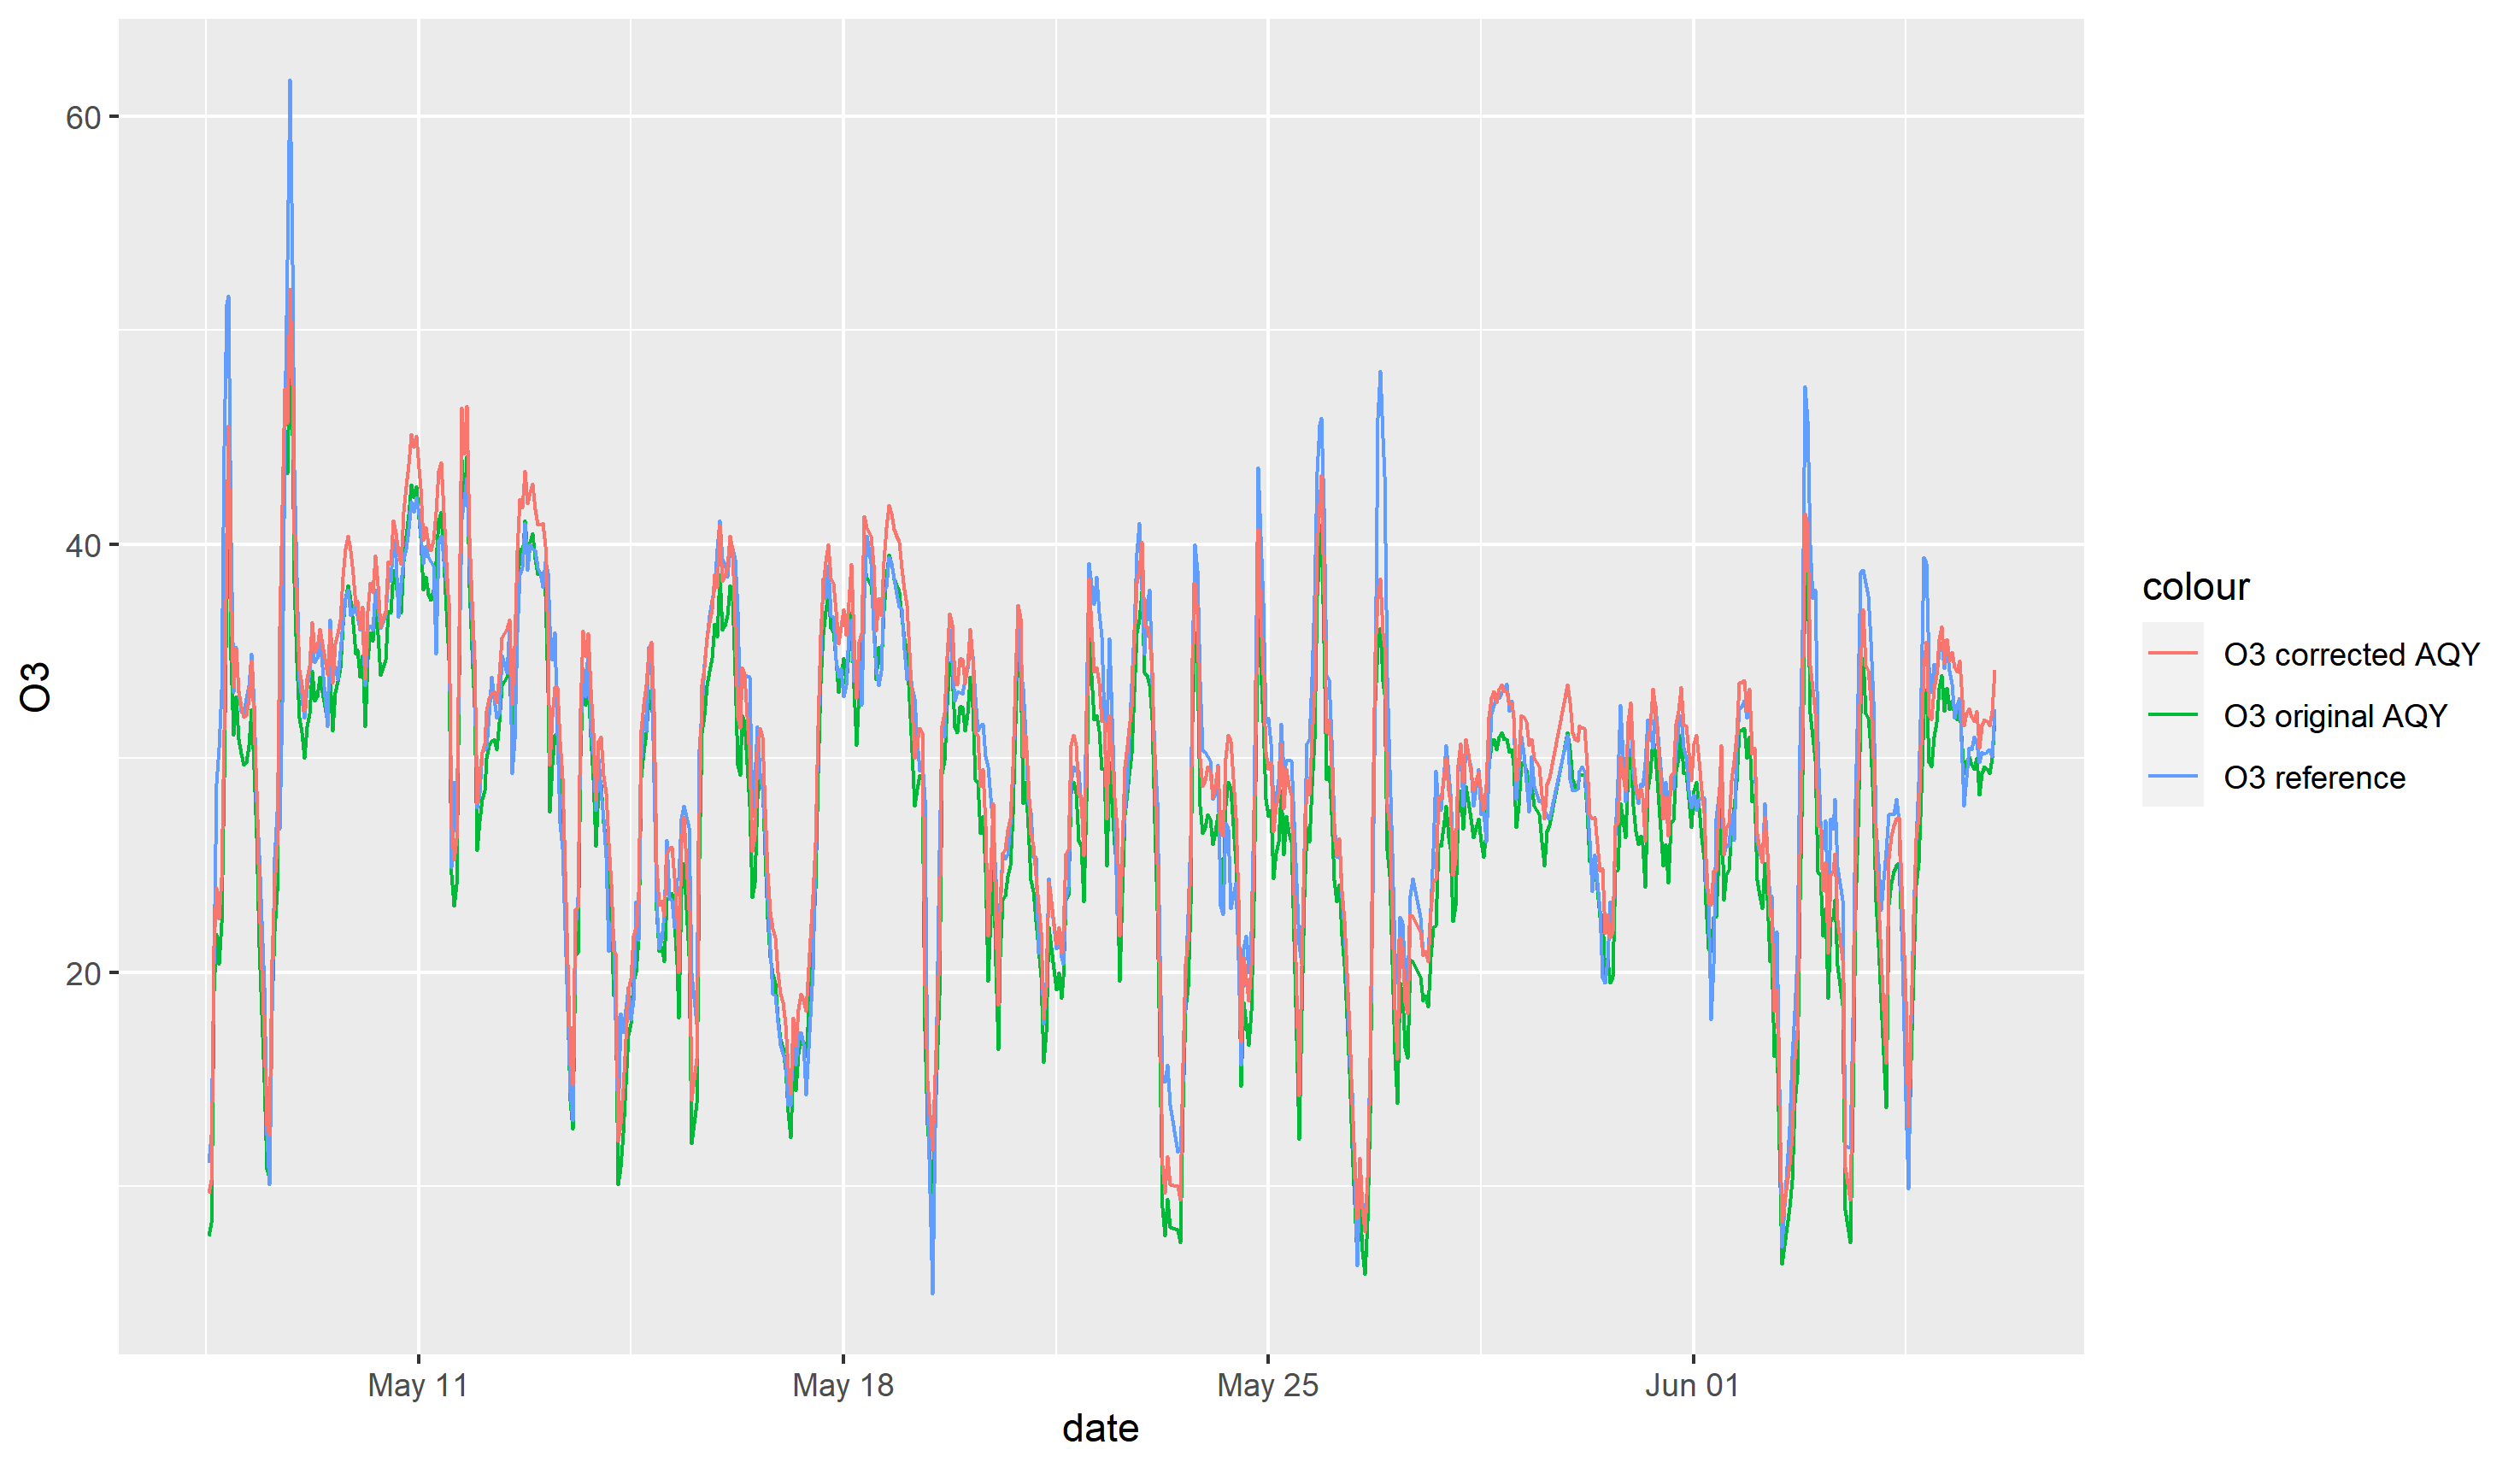 60
40
20
O3
May 11
May 18
May 25
Jun 01
date
colour
O3 corrected AQY
O3 original AQY
O3 reference